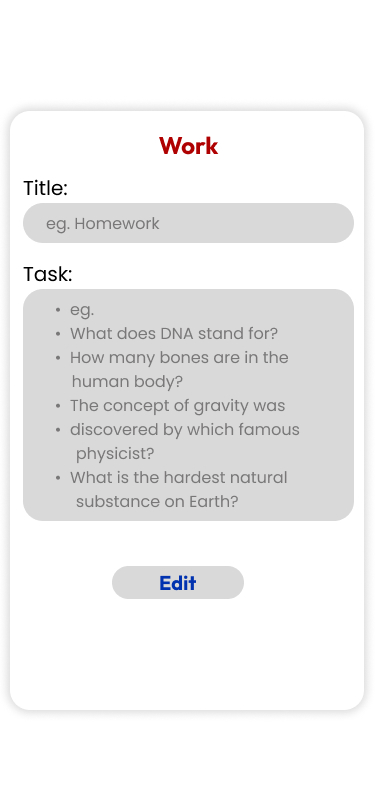 Work
Title:
eg. Homework
Task:
• eg.
• What does DNA stand for?
• How many bones are in the
human body?
• The concept of gravity was
• discovered by which famous
physicist?
• What is the hardest natural
substance on Earth?
Edit